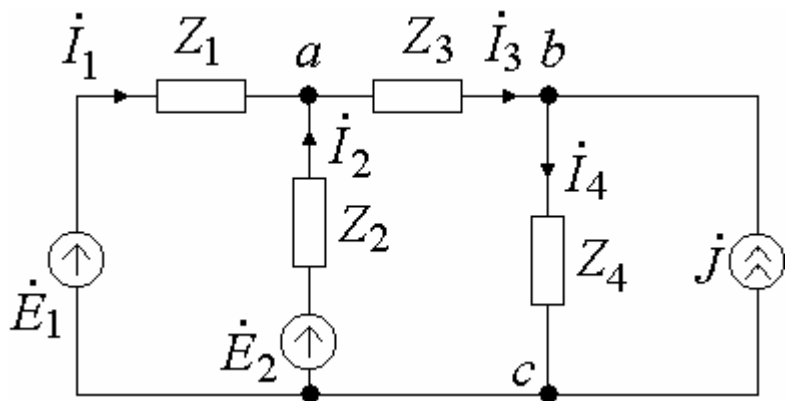 İ₁ Z₁ a Z₃ İ₃ b
İ₂ İ₄
Z₂ Z₄ J̇
Ė₁ Ė₂ c